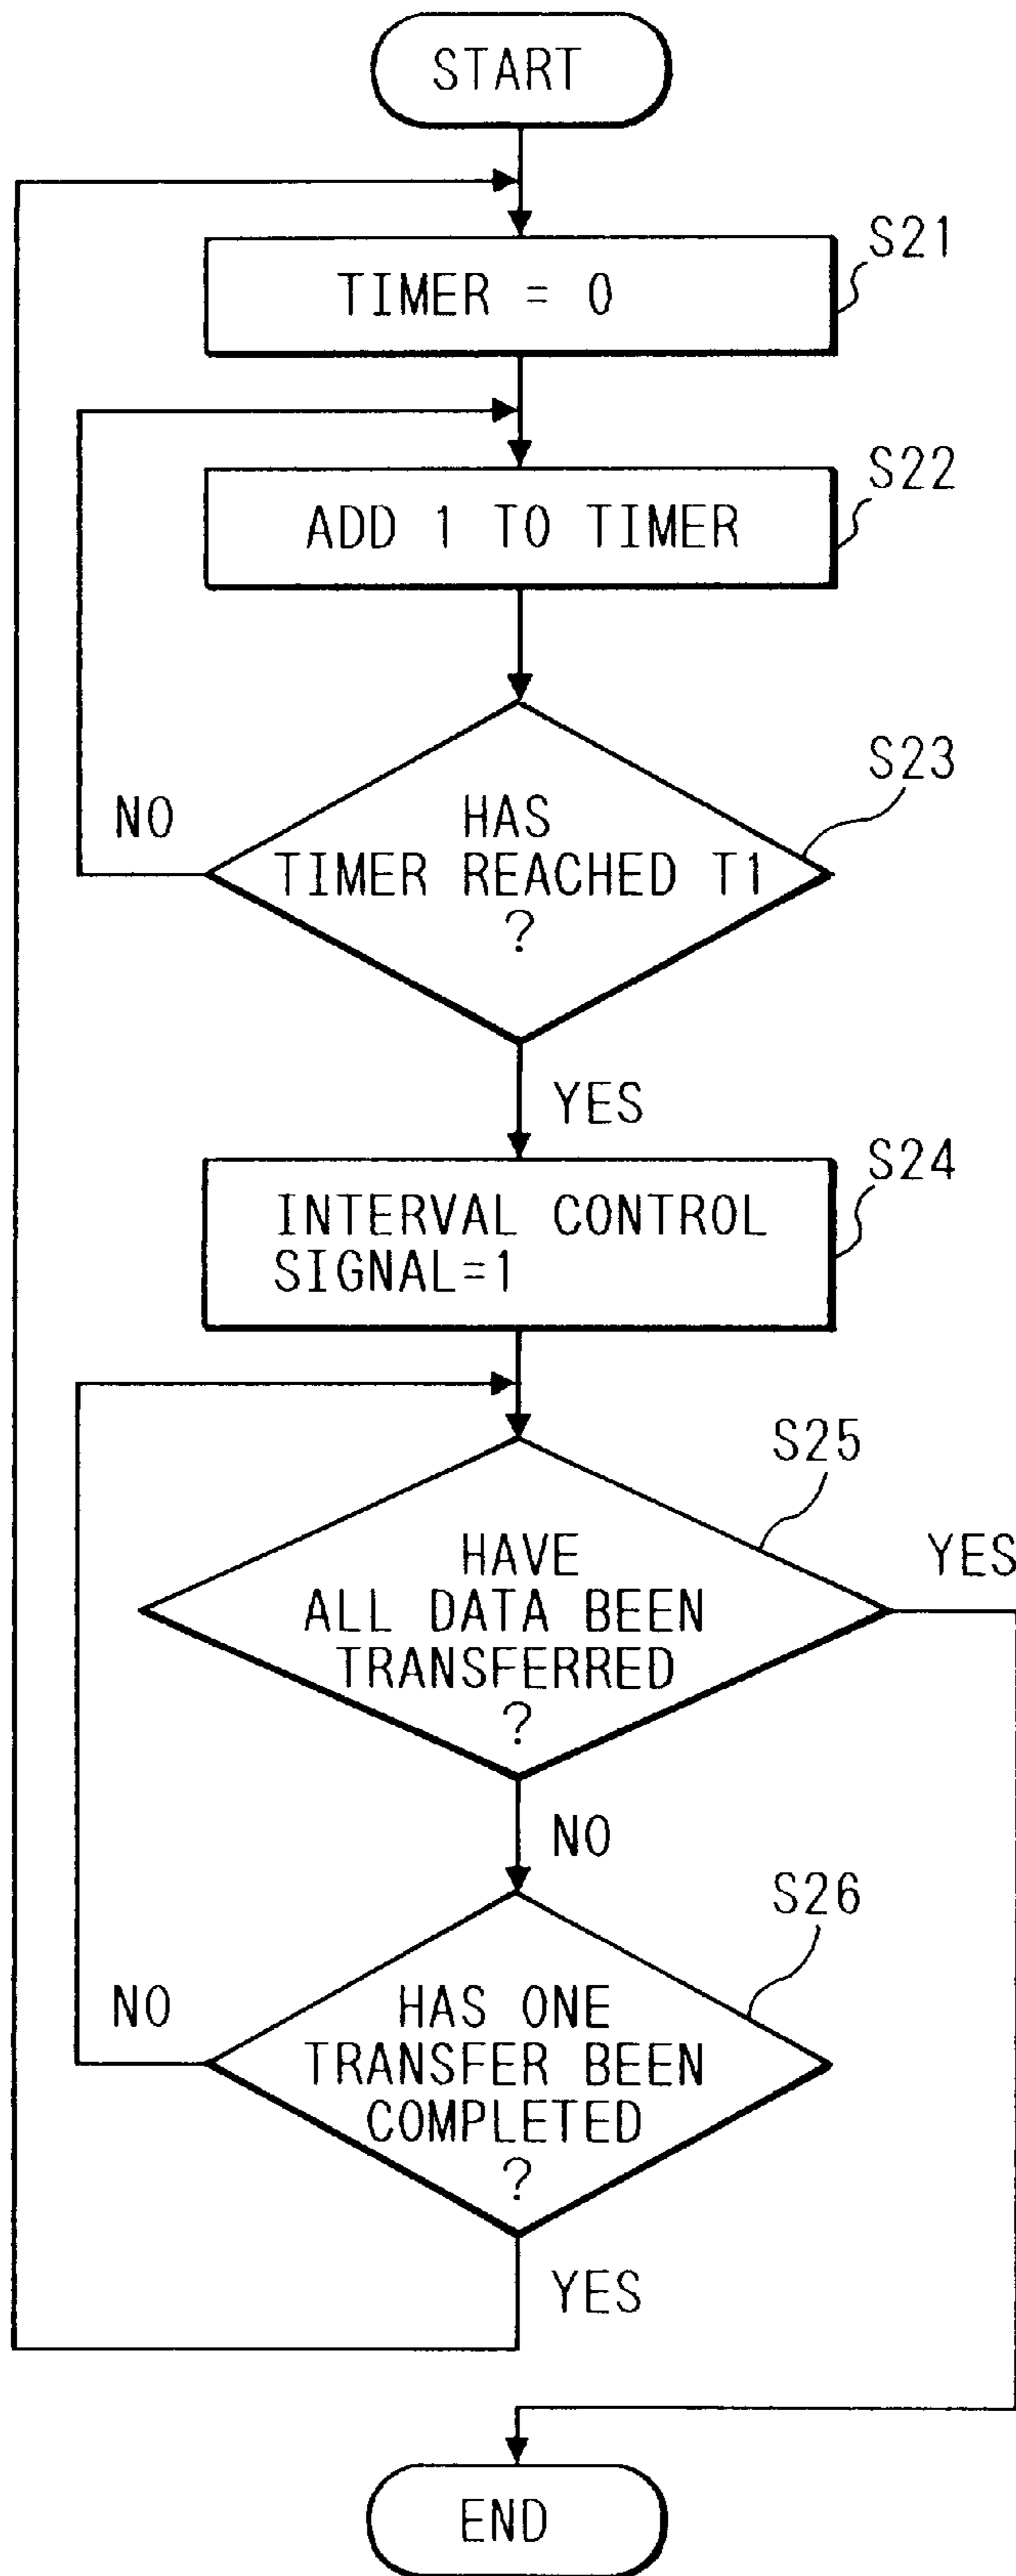 START
S21
TIMER = 0
S22
ADD 1 TO TIMER
S23
NO
HAS
TIMER REACHED T1
?
YES
S24
INTERVAL CONTROL
SIGNAL=1
S25
YES
HAVE
ALL DATA BEEN
TRANSFERRED
?
NO
S26
NO
HAS ONE
TRANSFER BEEN
COMPLETED
?
YES
END